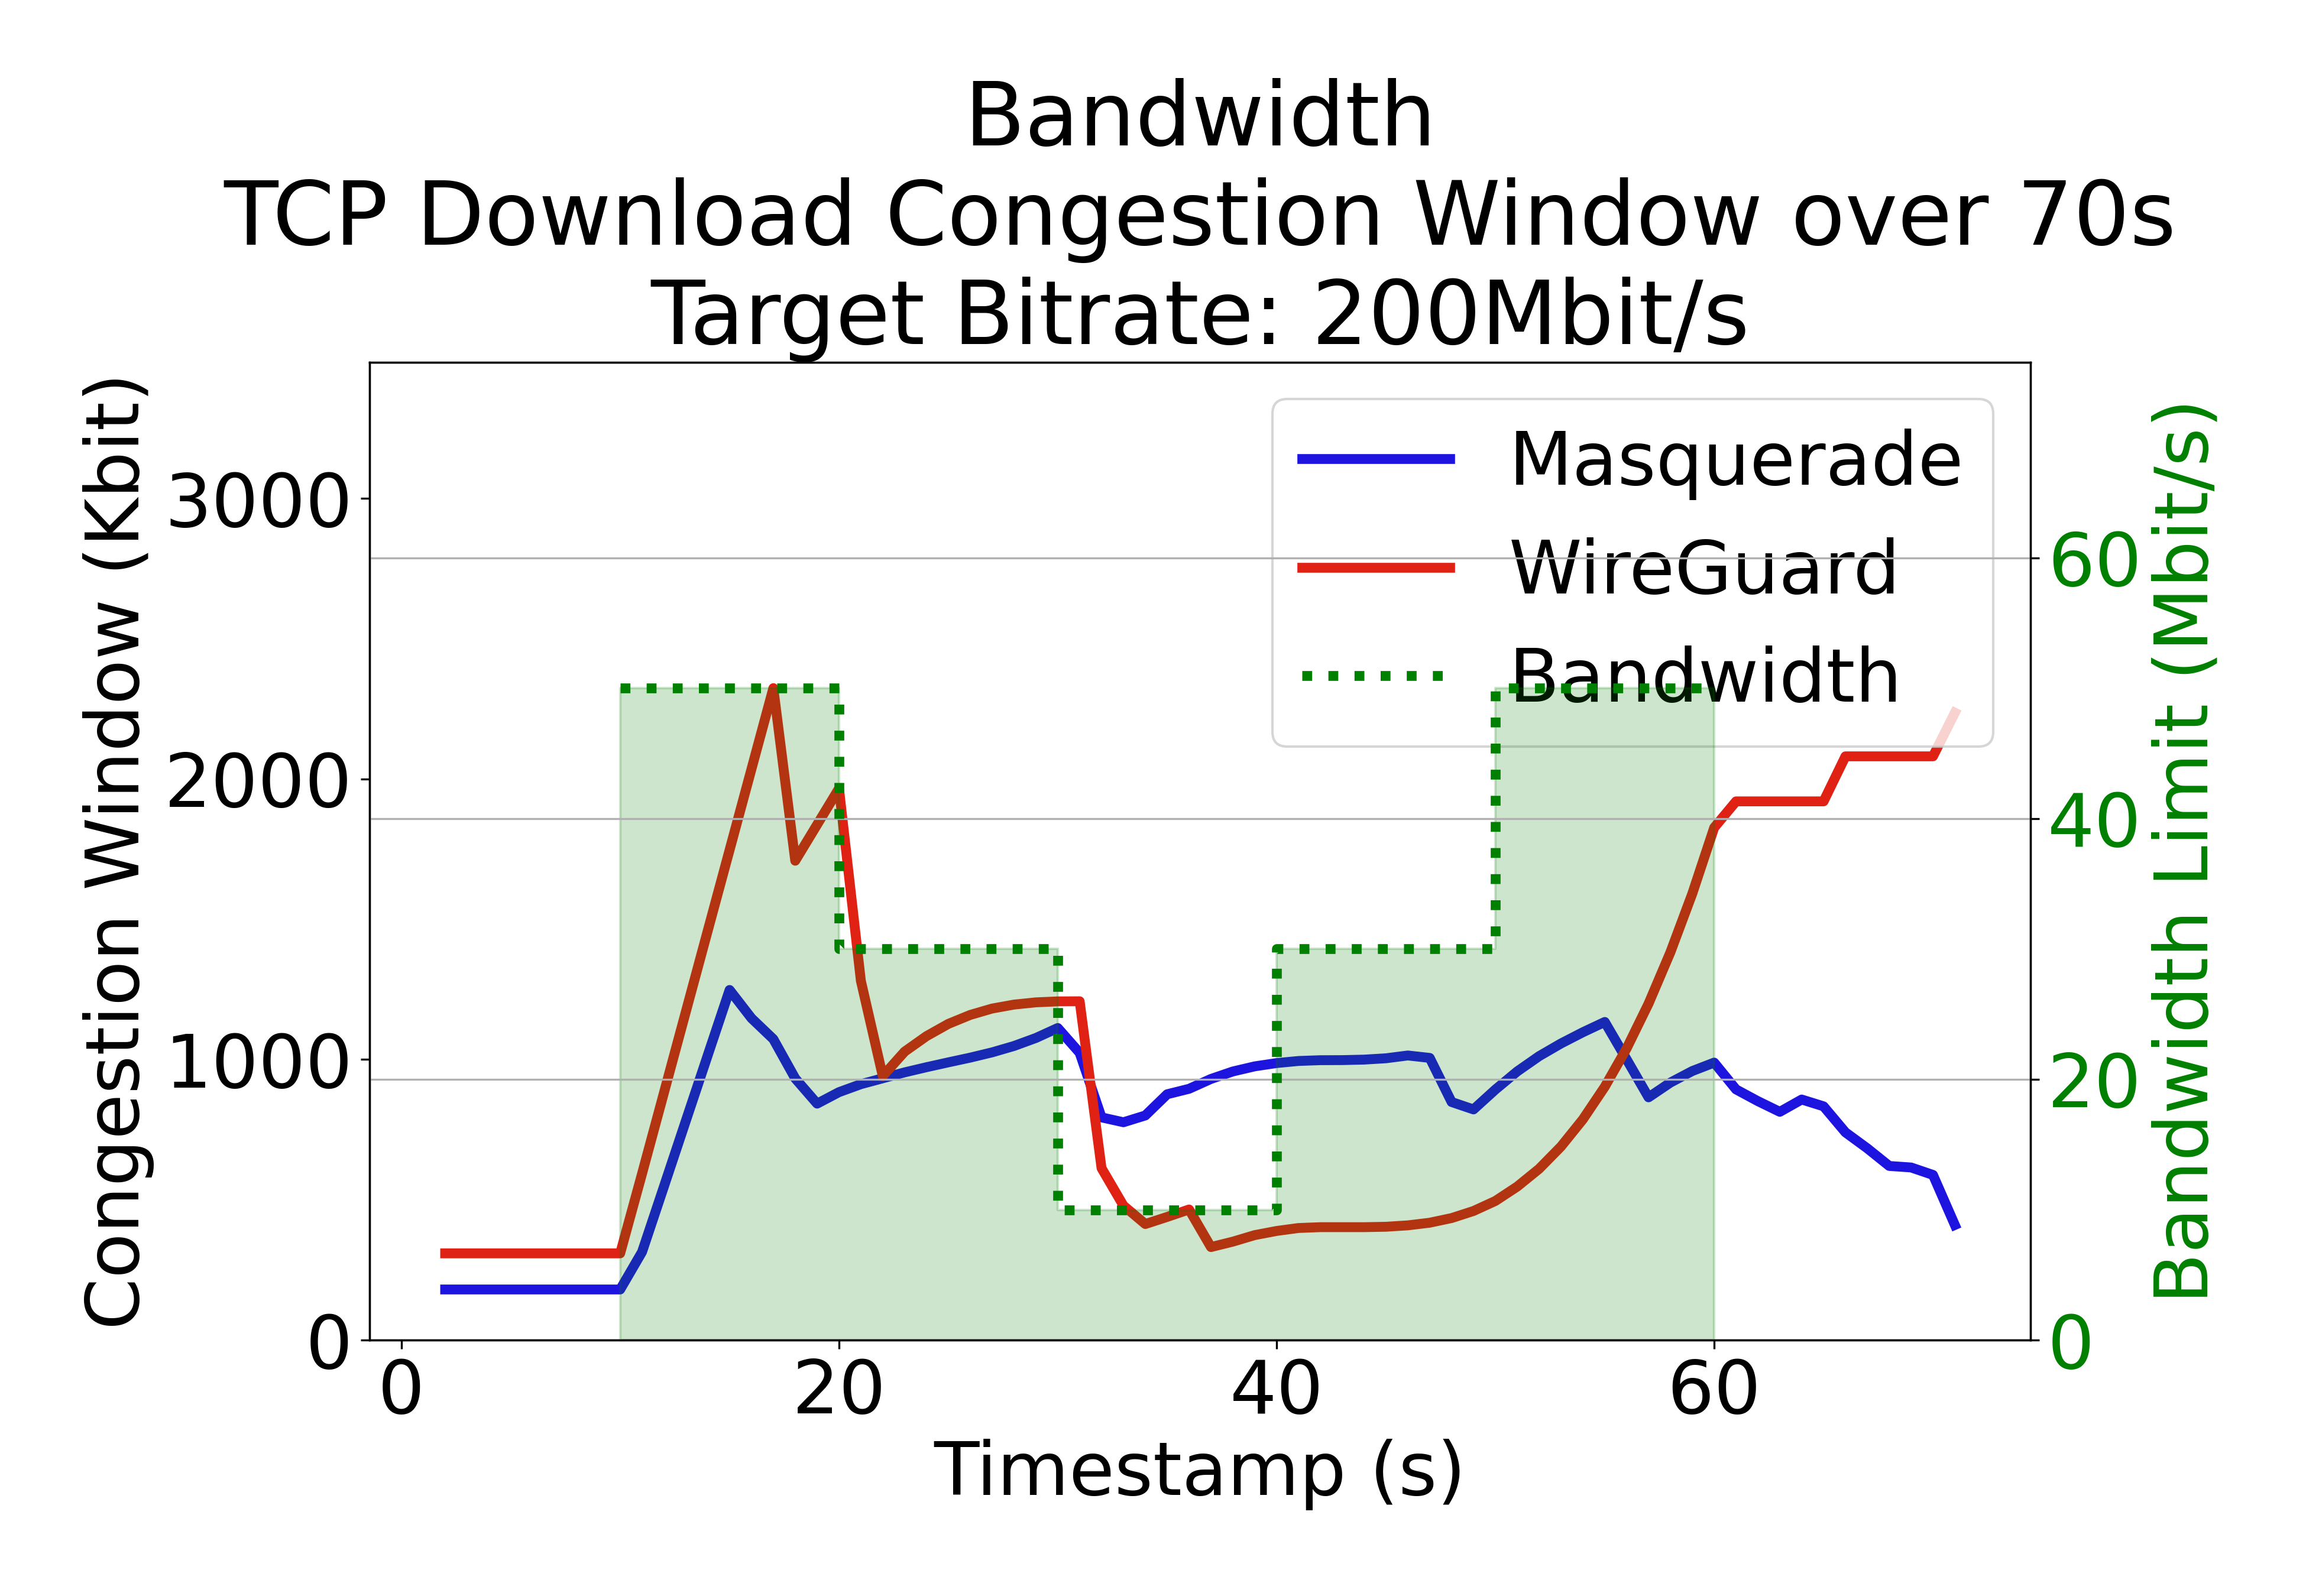 Bandwidth
TCP Download Congestion Window over 70s
Target Bitrate: 200Mbit/s
Congestion Window (Kbit)
3000
2000
1000
0
Masquerade
WireGuard
Bandwidth
60
40
20
0
Bandwidth Limit (Mbit/s)
0 20 40 60
Timestamp (s)